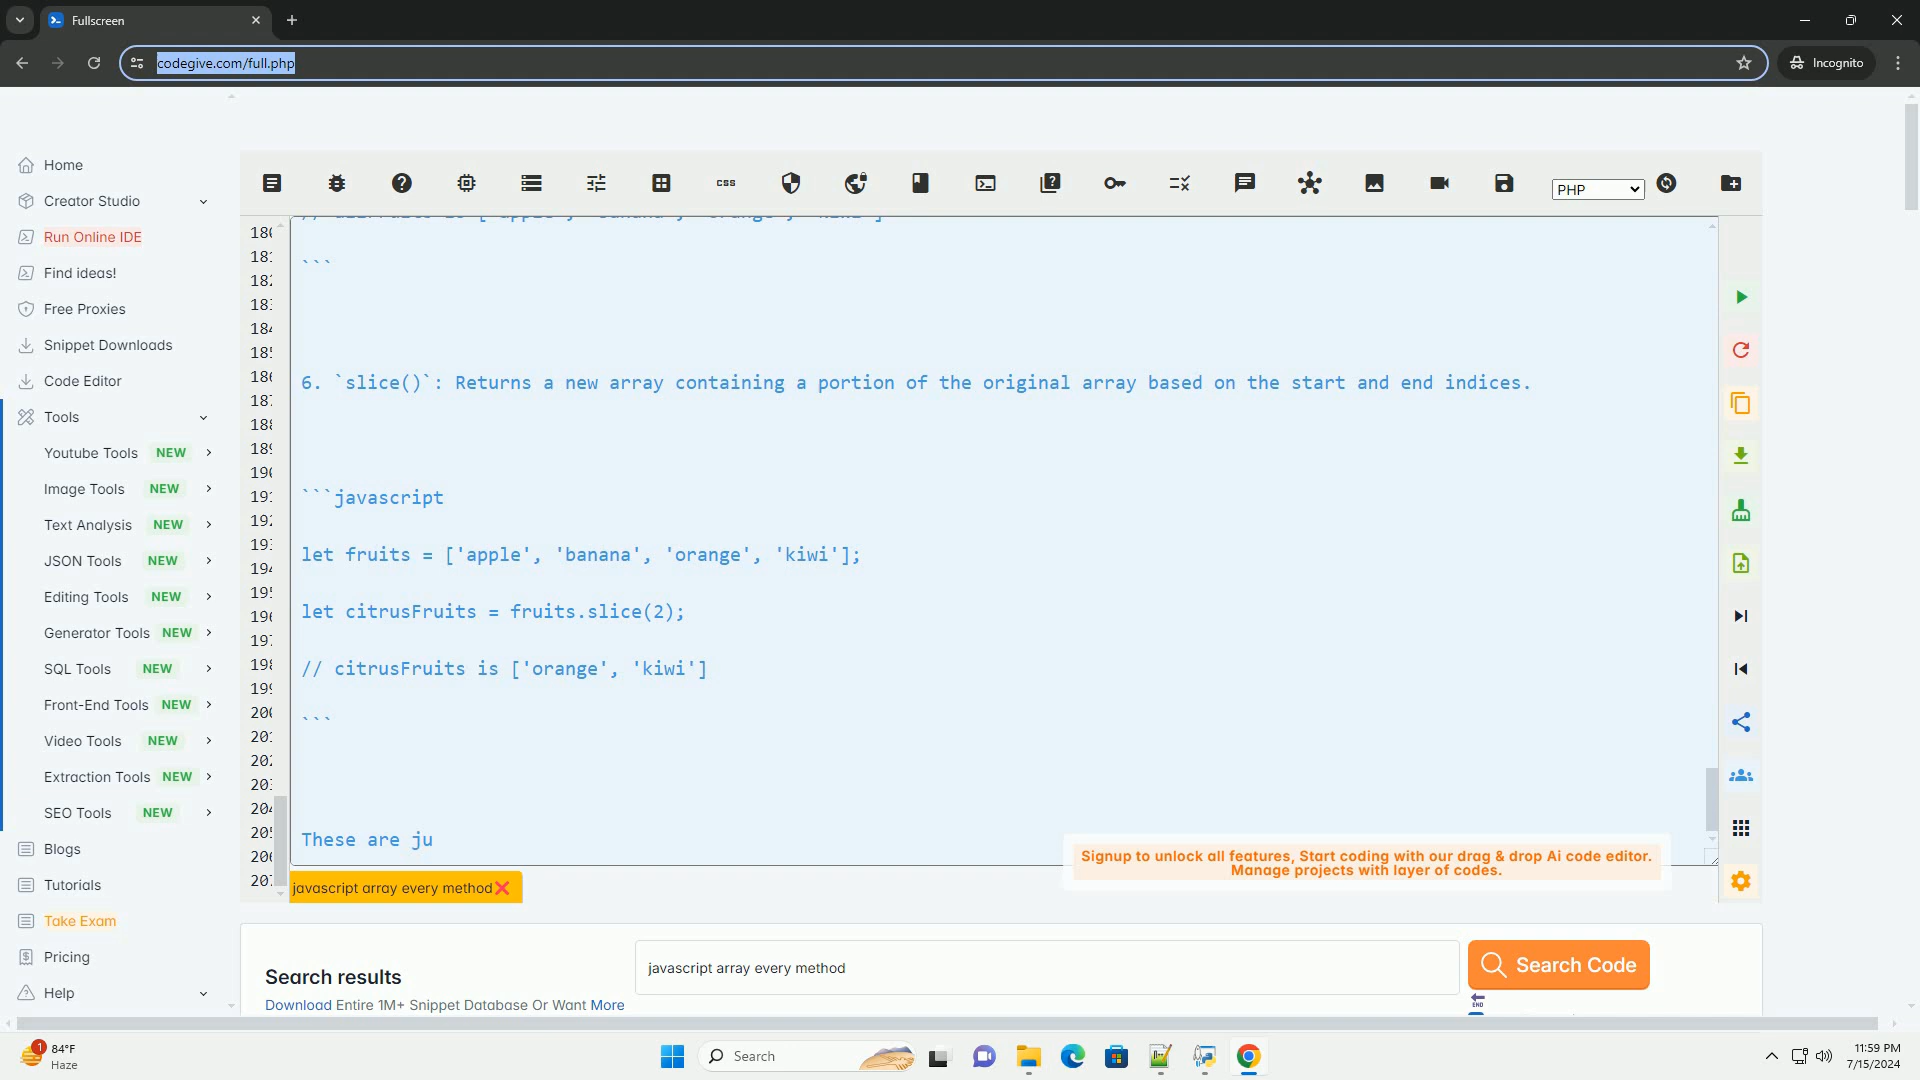 Fullscreen
codegive.com/full.php
Incognito
Home
Creator Studio
Run Online IDE
Find ideas!
Free Proxies
Snippet Downloads
Code Editor
Tools
Youtube Tools NEW
Image Tools NEW
Text Analysis NEW
JSON Tools NEW
Editing Tools NEW
Generator Tools NEW
SQL Tools NEW
Front-End Tools NEW
Video Tools NEW
Extraction Tools NEW
SEO Tools NEW
Blogs
Tutorials
Take Exam
Pricing
Help
css
PHP
```
6. `slice()`: Returns a new array containing a portion of the original array based on the start and end indices.
```javascript
let fruits = ['apple', 'banana', 'orange', 'kiwi'];
let citrusFruits = fruits.slice(2);
// citrusFruits is ['orange', 'kiwi']
```
These are ju
Signup to unlock all features, Start coding with our drag & drop Ai code editor.
Manage projects with layer of codes.
javascript array every method
Search results
javascript array every method
Search Code
Download Entire 1M+ Snippet Database Or Want More
END
1
84°F
Haze
Search
11:59 PM
7/15/2024